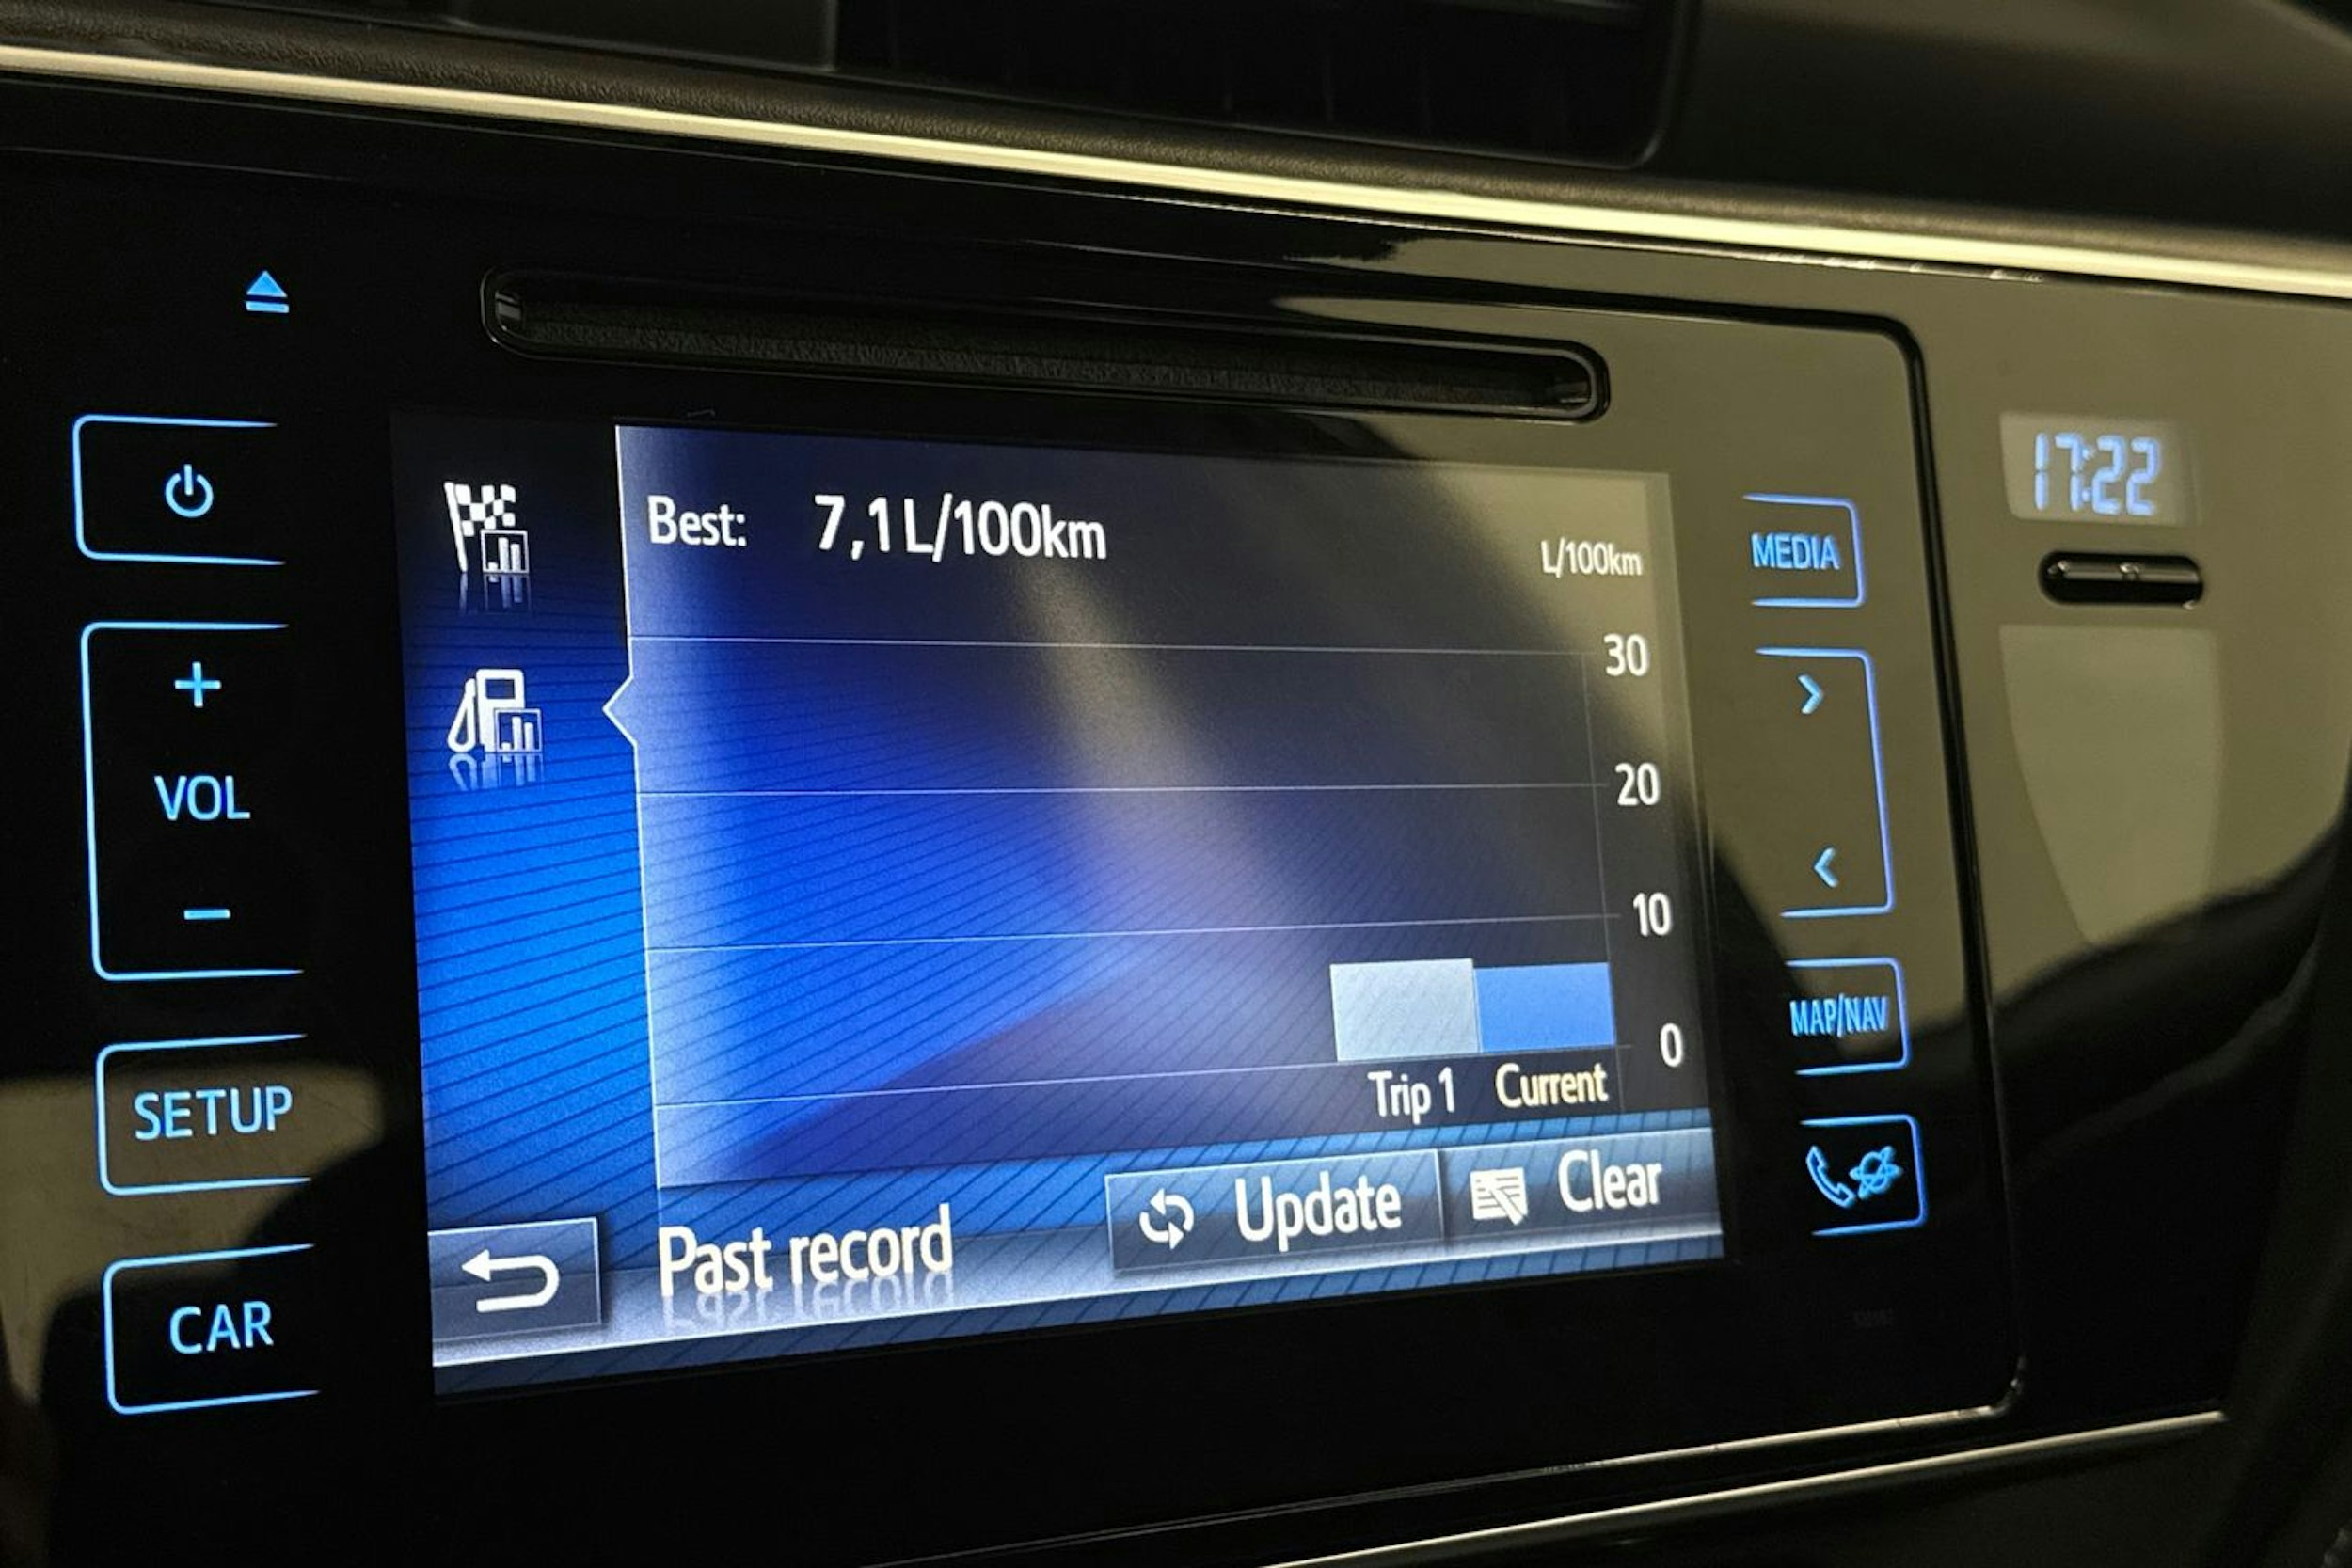 Best: 7,1 L/100km
L/100km
30
20
10
0
Trip 1 Current
Past record
Update
Clear
VOL
SETUP
CAR
MEDIA
MAP/NAV
17:22